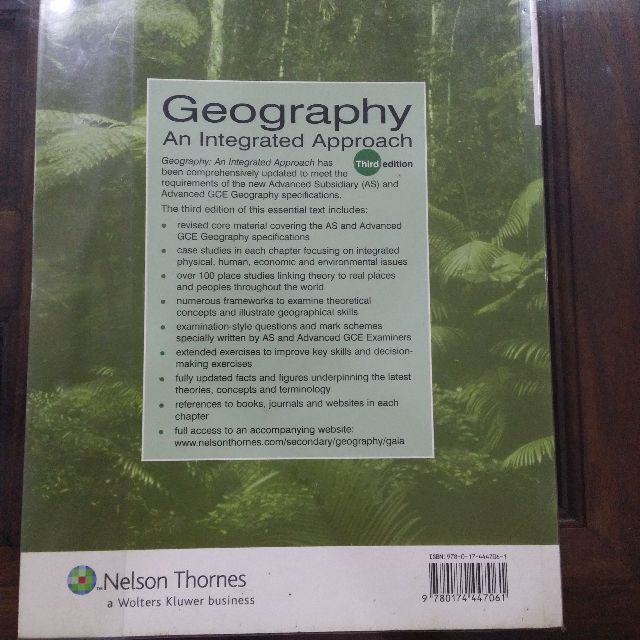 Geography
An Integrated Approach
Geography: An Integrated Approach has
Third edition
been comprehensively updated to meet the
requirements of the new Advanced Subsidiary (AS) and
Advanced GCE Geography specifications.
The third edition of this essential text includes:
• revised core material covering the AS and Advanced
GCE Geography specifications
• case studies in each chapter focusing on integrated
physical, human, economic and environmental issues
• over 100 place studies linking theory to real places
and peoples throughout the world
• numerous frameworks to examine theoretical
concepts and illustrate geographical skills
• examination-style questions and mark schemes
specially written by AS and Advanced GCE Examiners
• extended exercises to improve key skills and decision-
making exercises
• fully updated facts and figures underpinning the latest
theories, concepts and terminology
• references to books, journals and websites in each
chapter
• full access to an accompanying website:
www.nelsonthornes.com/secondary/geography/gaia
Nelson Thornes
a Wolters Kluwer business
ISBN: 978-0-17-444706-1
9 780174 447061